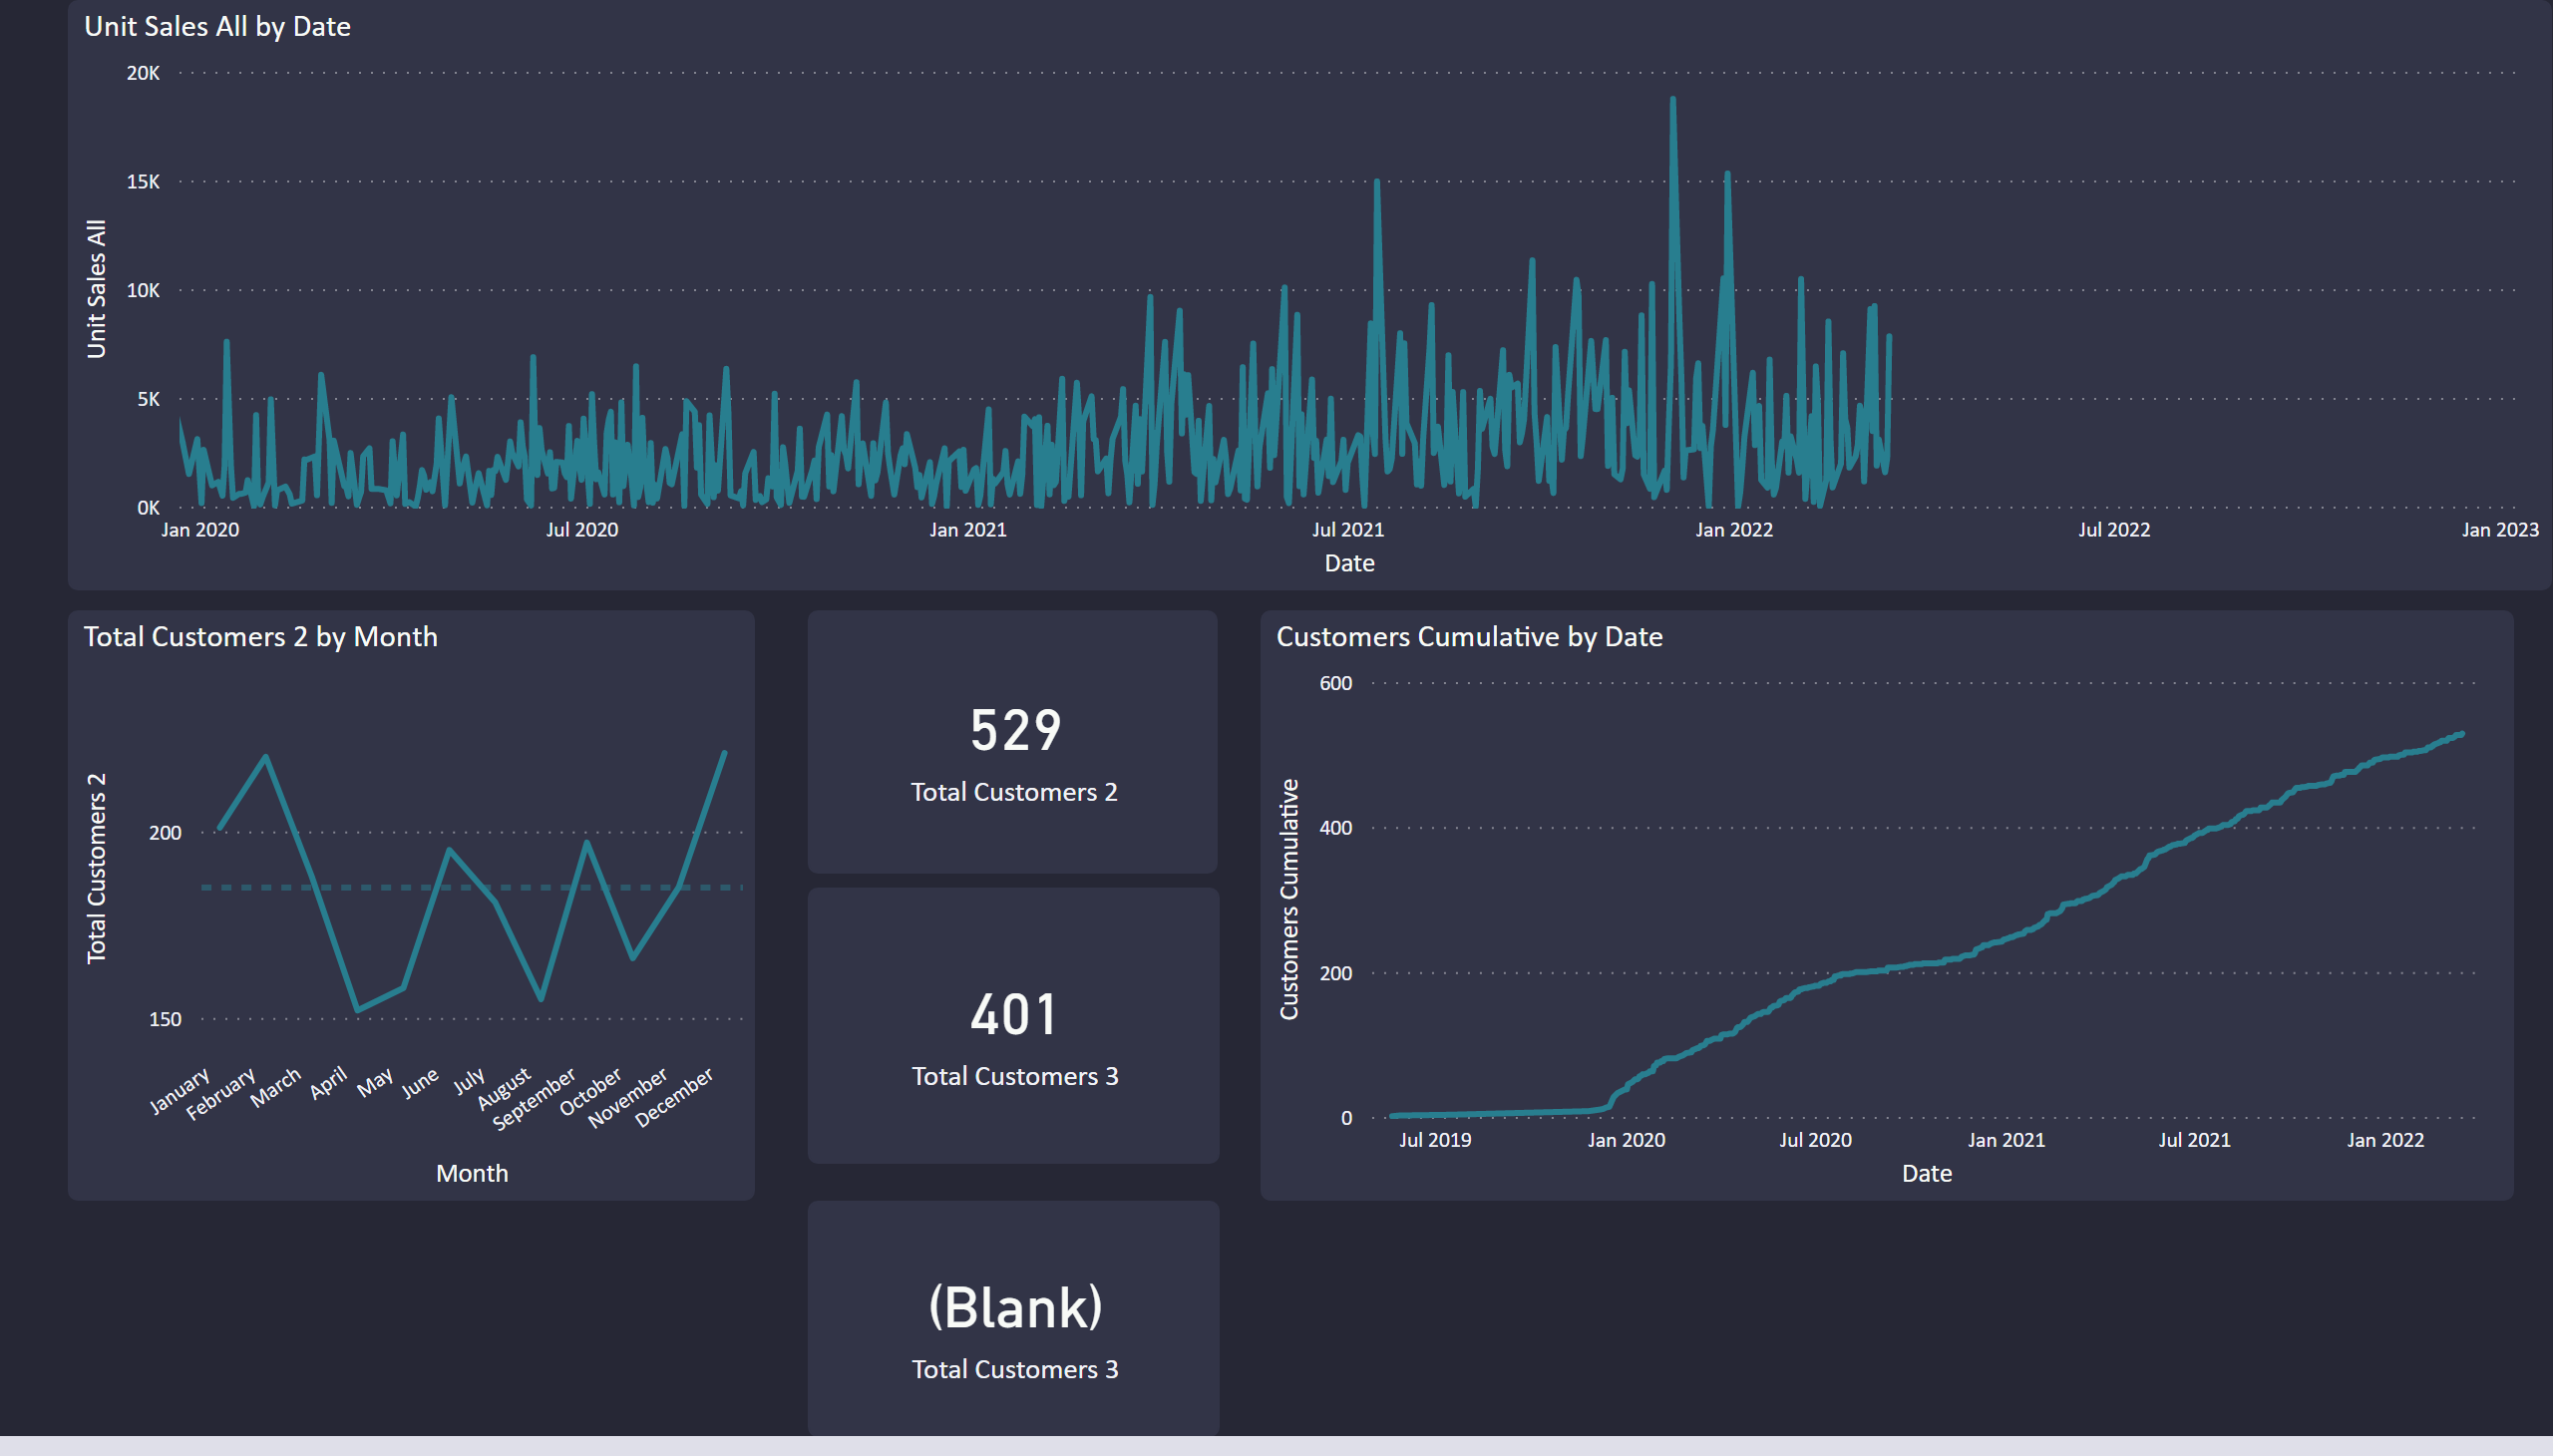 Unit Sales All by Date
20K
15K
10K
5K
0K
Unit Sales All
Jan 2020 Jul 2020 Jan 2021 Jul 2021 Jan 2022 Jul 2022 Jan 2023
Date
Total Customers 2 by Month
200
150
Total Customers 2
January February March April May June July August September October November December
Month
529
Total Customers 2
401
Total Customers 3
(Blank)
Total Customers 3
Customers Cumulative by Date
600
400
200
0
Customers Cumulative
Jul 2019 Jan 2020 Jul 2020 Jan 2021 Jul 2021 Jan 2022
Date